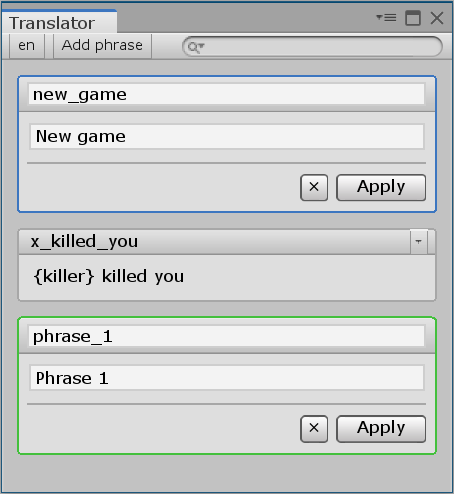 Translator
en
Add phrase
new_game
New game
×
Apply
x_killed_you
{killer} killed you
phrase_1
Phrase 1
×
Apply